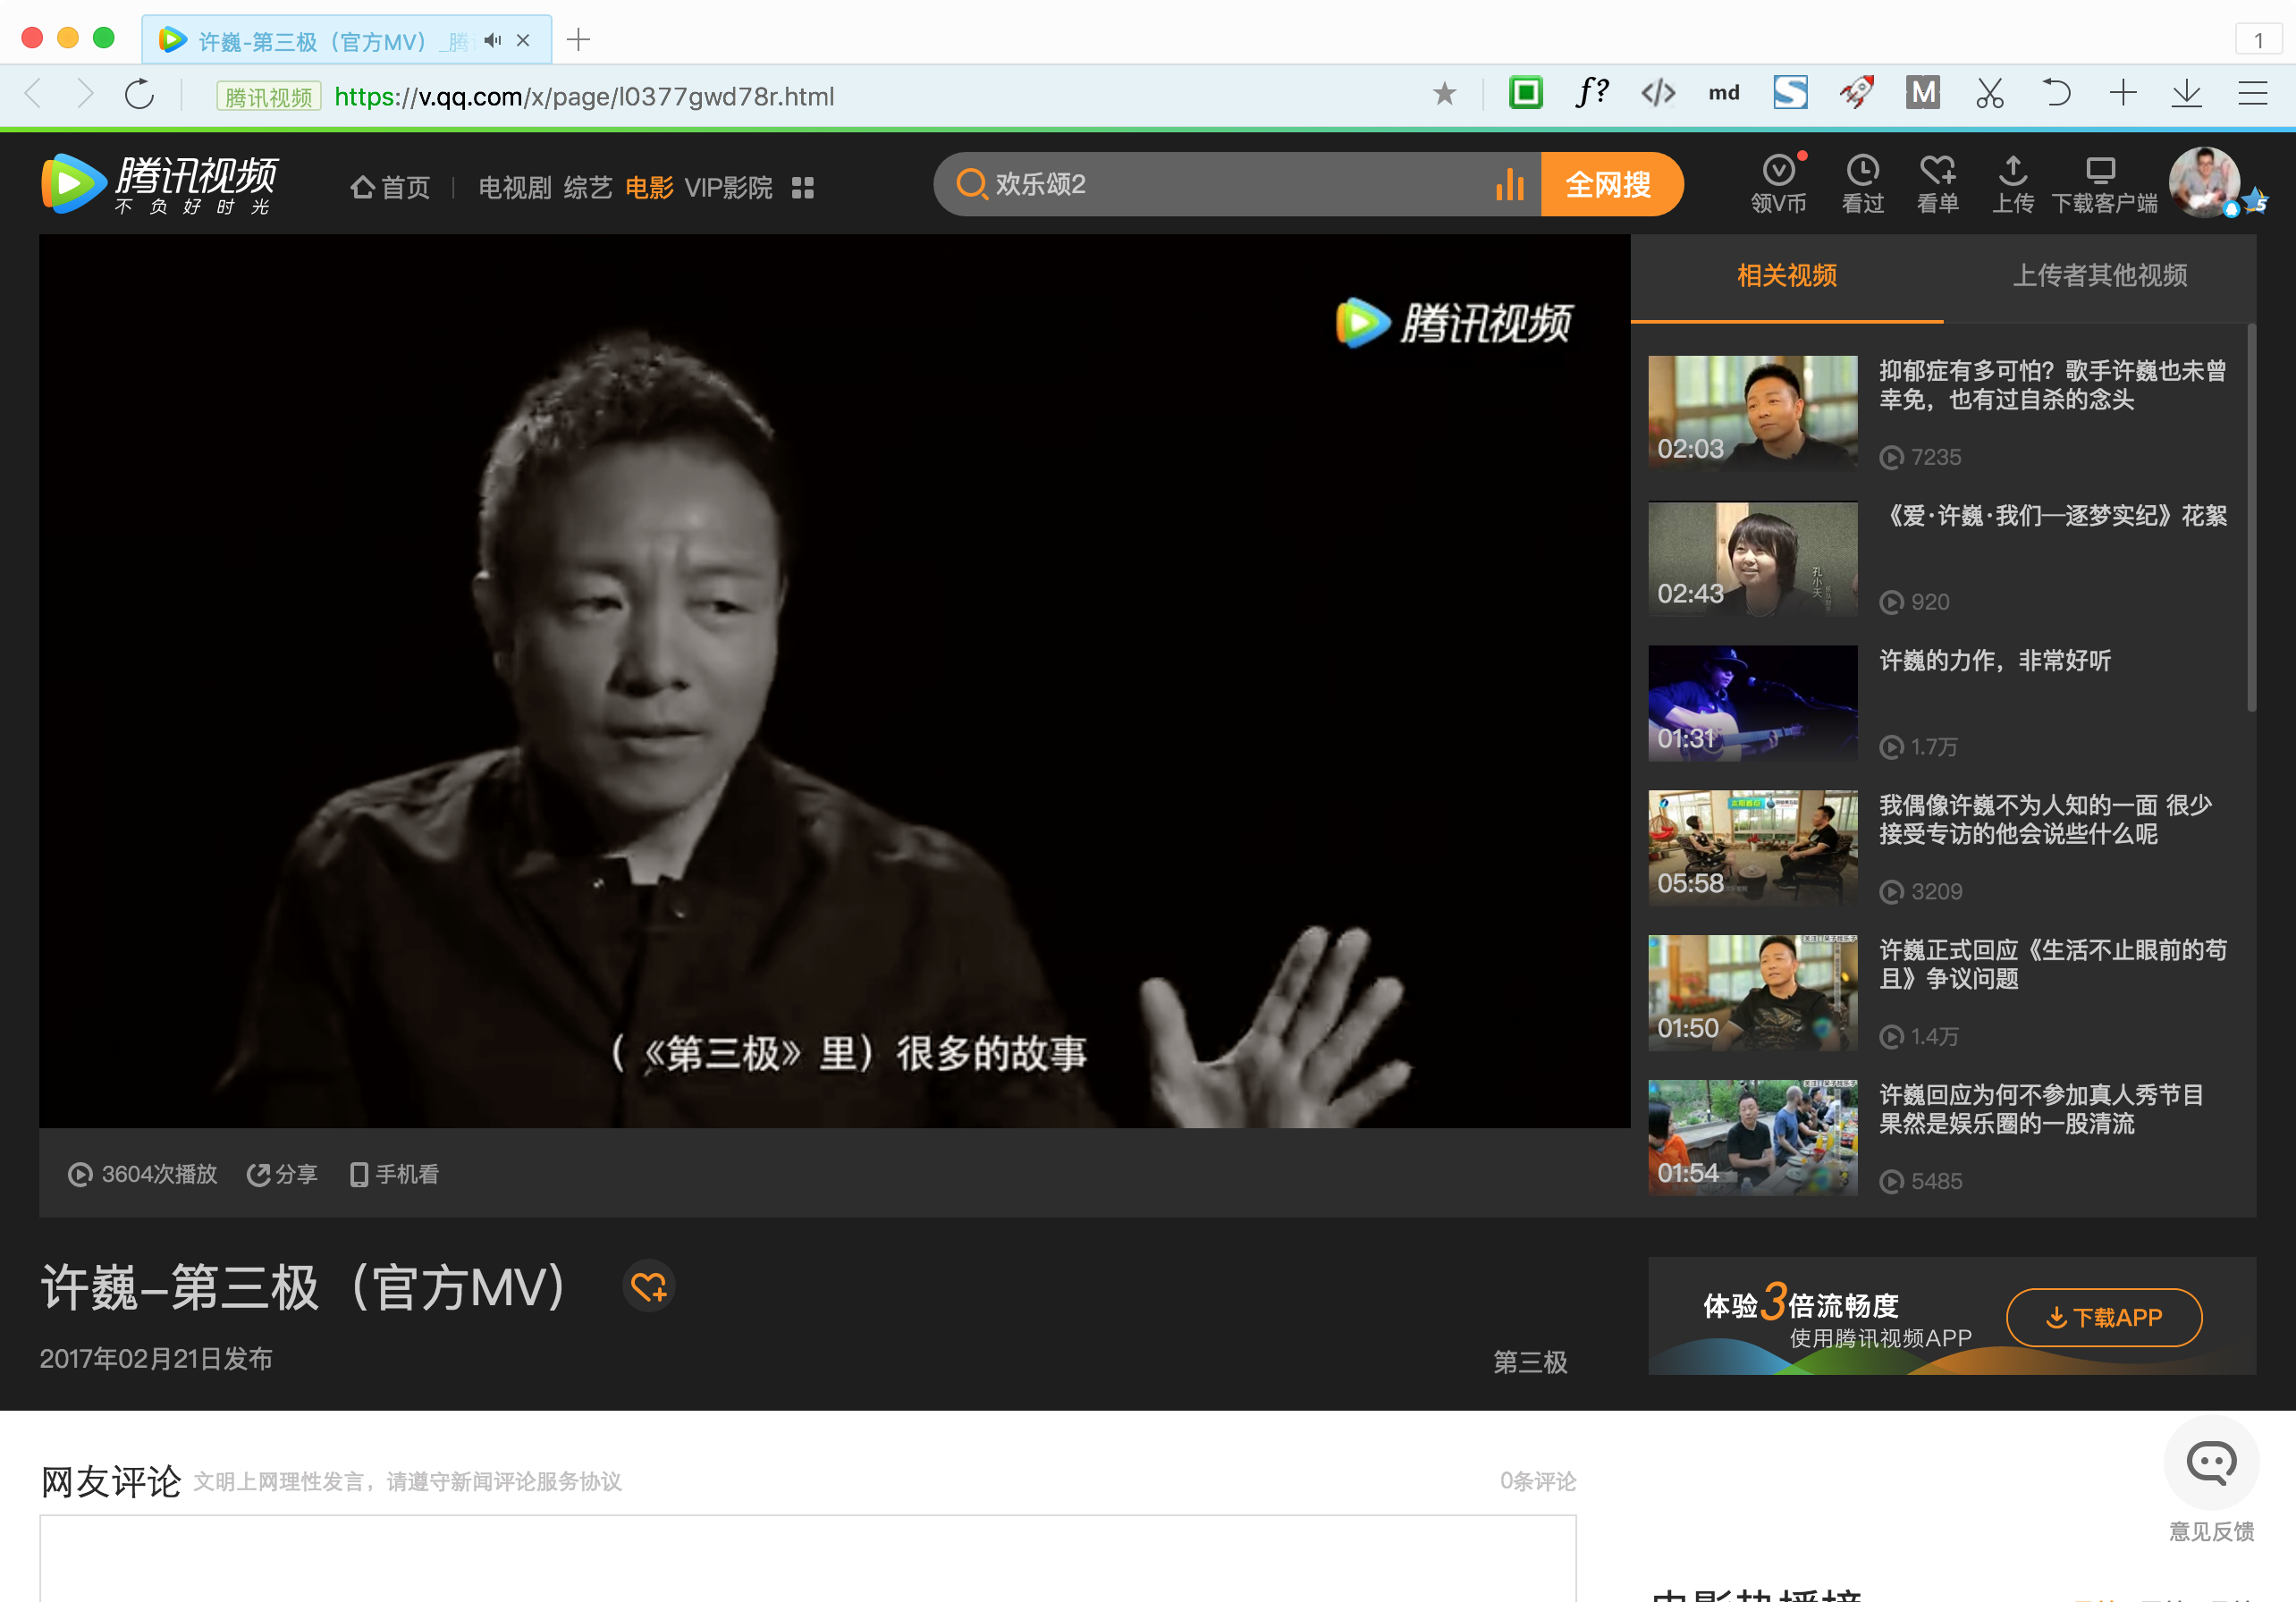 许巍-第三极（官方MV）_腾
1
腾讯视频
https://v.qq.com/x/page/l0377gwd78r.html
ƒ?
</>
md
S
M
腾讯视频
不负好时光
首页
电视剧 综艺 电影 VIP影院
欢乐颂2
全网搜
领V币
看过
看单
上传
下载客户端
5
腾讯视频
（《第三极》里）很多的故事
相关视频
上传者其他视频
02:03
抑郁症有多可怕？歌手许巍也未曾
幸免，也有过自杀的念头
7235
孔小天
02:43
《爱·许巍·我们—逐梦实纪》花絮
920
01:31
许巍的力作，非常好听
1.7万
05:58
我偶像许巍不为人知的一面 很少
接受专访的他会说些什么呢
3209
01:50
许巍正式回应《生活不止眼前的苟
且》争议问题
1.4万
01:54
许巍回应为何不参加真人秀节目
果然是娱乐圈的一股清流
5485
3604次播放
分享
手机看
许巍-第三极（官方MV）
2017年02月21日发布
第三极
体验3倍流畅度
使用腾讯视频APP
下载APP
网友评论
文明上网理性发言，请遵守新闻评论服务协议
0条评论
意见反馈
电影热播榜